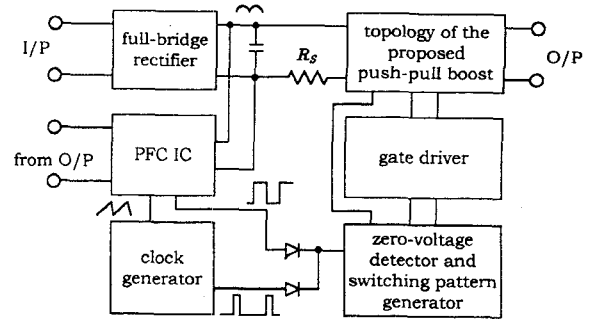 I/P
full-bridge
rectifier
Rs
topology of the
proposed
push-pull boost
O/P
from O/P
PFC IC
gate driver
clock
generator
zero-voltage
detector and
switching pattern
generator